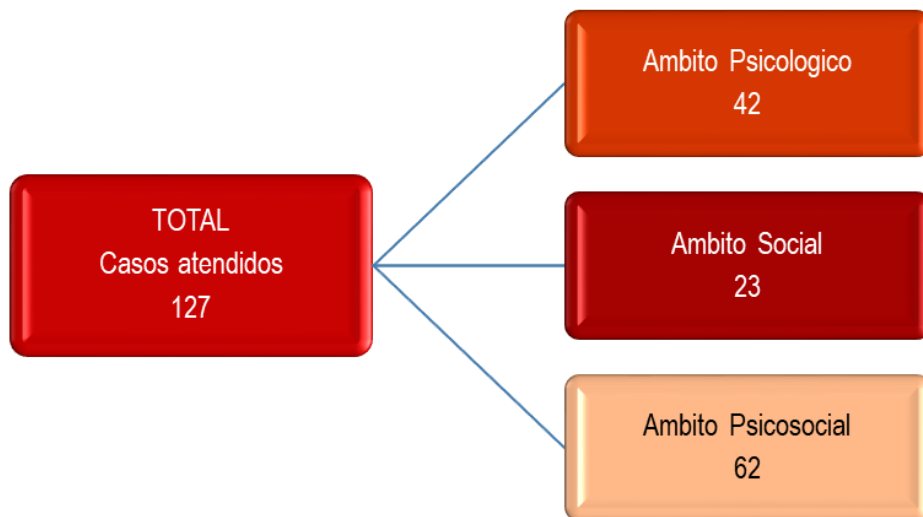 TOTAL
Casos atendidos
127
Ambito Psicologico
42
Ambito Social
23
Ambito Psicosocial
62